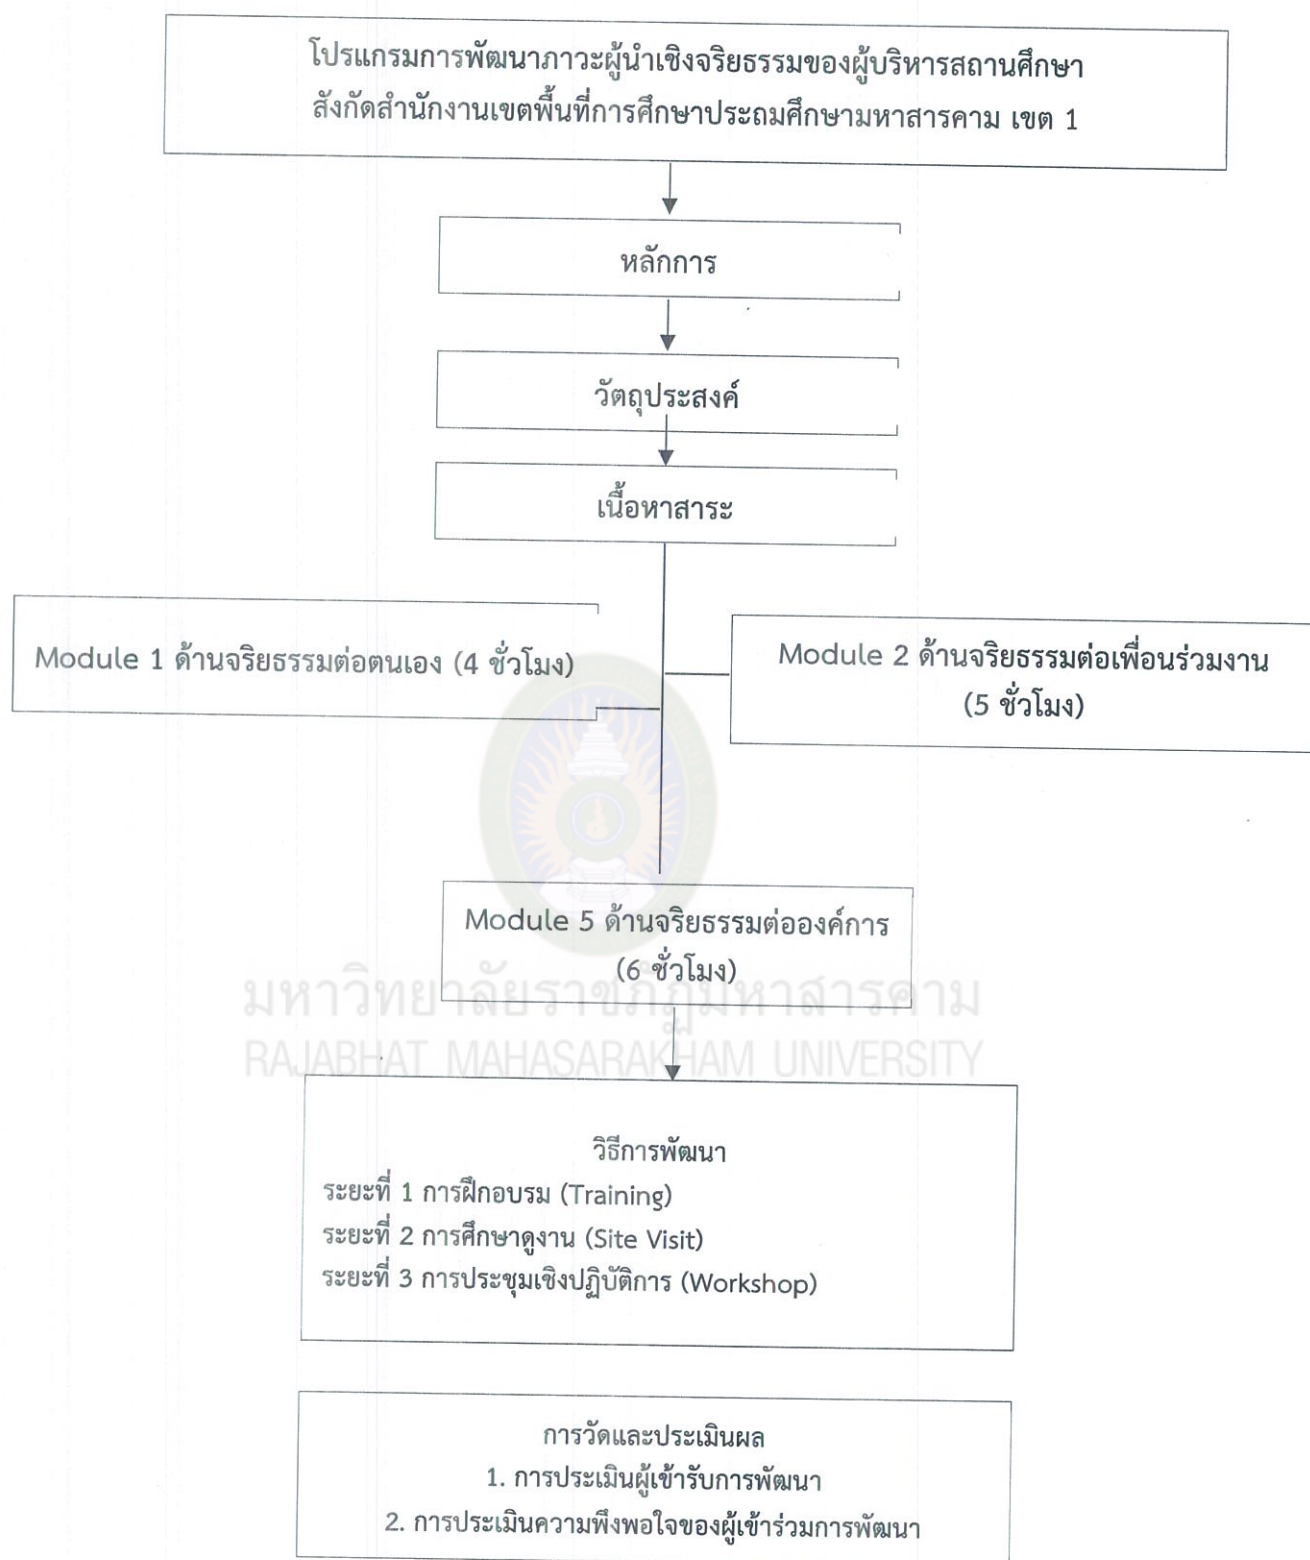 โปรแกรมการพัฒนาภาวะผู้นำเชิงจริยธรรมของผู้บริหารสถานศึกษา
สังกัดสำนักงานเขตพื้นที่การศึกษาประถมศึกษามหาสารคาม เขต 1
หลักการ
วัตถุประสงค์
เนื้อหาสาระ
Module 1 ด้านจริยธรรมต่อตนเอง (4 ชั่วโมง)
Module 2 ด้านจริยธรรมต่อเพื่อนร่วมงาน
(5 ชั่วโมง)
Module 5 ด้านจริยธรรมต่อองค์การ
(6 ชั่วโมง)
มหาวิทยาลัยราชภัฏมหาสารคาม
RAJABHAT MAHASARAKHAM UNIVERSITY
วิธีการพัฒนา
ระยะที่ 1 การฝึกอบรม (Training)
ระยะที่ 2 การศึกษาดูงาน (Site Visit)
ระยะที่ 3 การประชุมเชิงปฏิบัติการ (Workshop)
การวัดและประเมินผล
1. การประเมินผู้เข้ารับการพัฒนา
2. การประเมินความพึงพอใจของผู้เข้าร่วมการพัฒนา